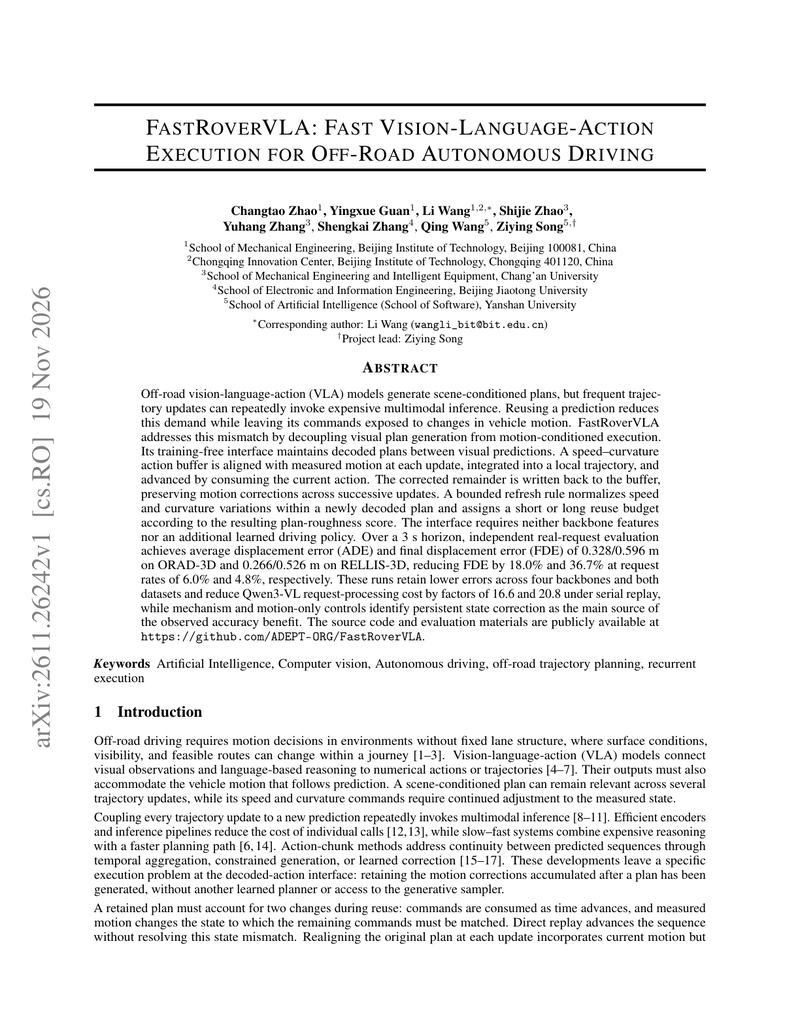 arXiv:2611.26242v1 [cs.RO] 19 Nov 2026
FASTROVERVLA: FAST VISION-LANGUAGE-ACTION
EXECUTION FOR OFF-ROAD AUTONOMOUS DRIVING
Changtao Zhao¹, Yingxue Guan¹, Li Wang¹,²,*, Shijie Zhao³,
Yuhang Zhang³, Shengkai Zhang⁴, Qing Wang⁵, Ziying Song⁵,†
¹School of Mechanical Engineering, Beijing Institute of Technology, Beijing 100081, China
²Chongqing Innovation Center, Beijing Institute of Technology, Chongqing 401120, China
³School of Mechanical Engineering and Intelligent Equipment, Chang'an University
⁴School of Electronic and Information Engineering, Beijing Jiaotong University
⁵School of Artificial Intelligence (School of Software), Yanshan University
*Corresponding author: Li Wang (wangli_bit@bit.edu.cn)
†Project lead: Ziying Song
ABSTRACT
Off-road vision-language-action (VLA) models generate scene-conditioned plans, but frequent trajec-
tory updates can repeatedly invoke expensive multimodal inference. Reusing a prediction reduces
this demand while leaving its commands exposed to changes in vehicle motion. FastRoverVLA
addresses this mismatch by decoupling visual plan generation from motion-conditioned execution.
Its training-free interface maintains decoded plans between visual predictions. A speed–curvature
action buffer is aligned with measured motion at each update, integrated into a local trajectory, and
advanced by consuming the current action. The corrected remainder is written back to the buffer,
preserving motion corrections across successive updates. A bounded refresh rule normalizes speed
and curvature variations within a newly decoded plan and assigns a short or long reuse budget
according to the resulting plan-roughness score. The interface requires neither backbone features
nor an additional learned driving policy. Over a 3 s horizon, independent real-request evaluation
achieves average displacement error (ADE) and final displacement error (FDE) of 0.328/0.596 m
on ORAD-3D and 0.266/0.526 m on RELLIS-3D, reducing FDE by 18.0% and 36.7% at request
rates of 6.0% and 4.8%, respectively. These runs retain lower errors across four backbones and both
datasets and reduce Qwen3-VL request-processing cost by factors of 16.6 and 20.8 under serial replay,
while mechanism and motion-only controls identify persistent state correction as the main source of
the observed accuracy benefit. The source code and evaluation materials are publicly available at
https://github.com/ADEPT-ORG/FastRoverVLA.
Keywords Artificial Intelligence, Computer vision, Autonomous driving, off-road trajectory planning, recurrent
execution
1 Introduction
Off-road driving requires motion decisions in environments without fixed lane structure, where surface conditions,
visibility, and feasible routes can change within a journey [1–3]. Vision-language-action (VLA) models connect
visual observations and language-based reasoning to numerical actions or trajectories [4–7]. Their outputs must also
accommodate the vehicle motion that follows prediction. A scene-conditioned plan can remain relevant across several
trajectory updates, while its speed and curvature commands require continued adjustment to the measured state.
Coupling every trajectory update to a new prediction repeatedly invokes multimodal inference [8–11]. Efficient encoders
and inference pipelines reduce the cost of individual calls [12,13], while slow–fast systems combine expensive reasoning
with a faster planning path [6, 14]. Action-chunk methods address continuity between predicted sequences through
temporal aggregation, constrained generation, or learned correction [15–17]. These developments leave a specific
execution problem at the decoded-action interface: retaining the motion corrections accumulated after a plan has been
generated, without another learned planner or access to the generative sampler.
A retained plan must account for two changes during reuse: commands are consumed as time advances, and measured
motion changes the state to which the remaining commands must be matched. Direct replay advances the sequence
without resolving this state mismatch. Realigning the original plan at each update incorporates current motion but